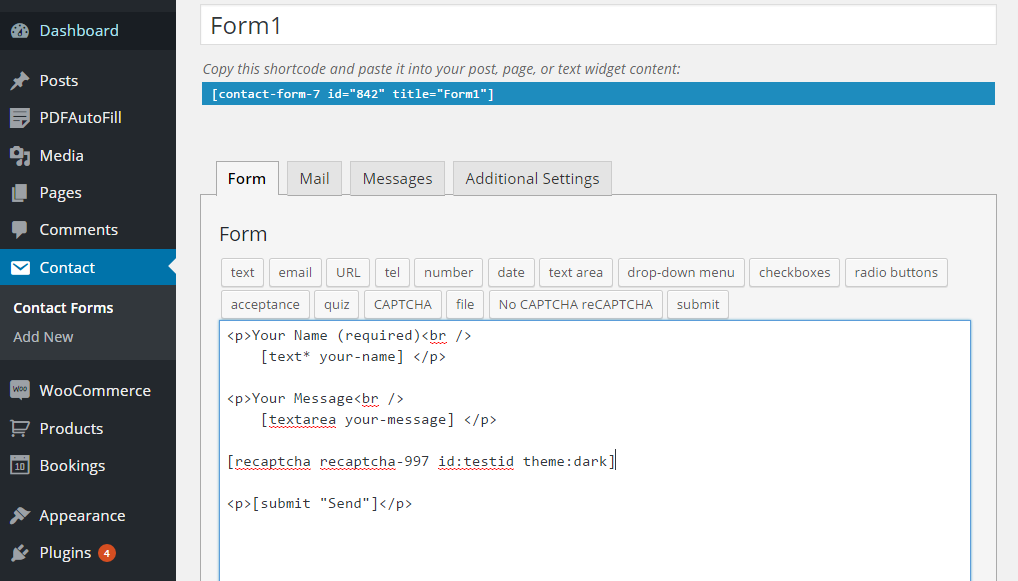 Dashboard
Posts
PDFAutoFill
Media
Pages
Comments
Contact
Contact Forms
Add New
WOO WooCommerce
Products
10 Bookings
Appearance
Plugins 4
Form1
Copy this shortcode and paste it into your post, page, or text widget content:
[contact-form-7 id="842" title="Form1"]
Form Mail Messages Additional Settings
Form
text email URL tel number date text area drop-down menu checkboxes radio buttons
acceptance quiz CAPTCHA file No CAPTCHA reCAPTCHA submit
<p>Your Name (required)<br />
[text* your-name] </p>
<p>Your Message<br />
[textarea your-message] </p>
[recaptcha recaptcha-997 id:testid theme:dark]
<p>[submit "Send"]</p>